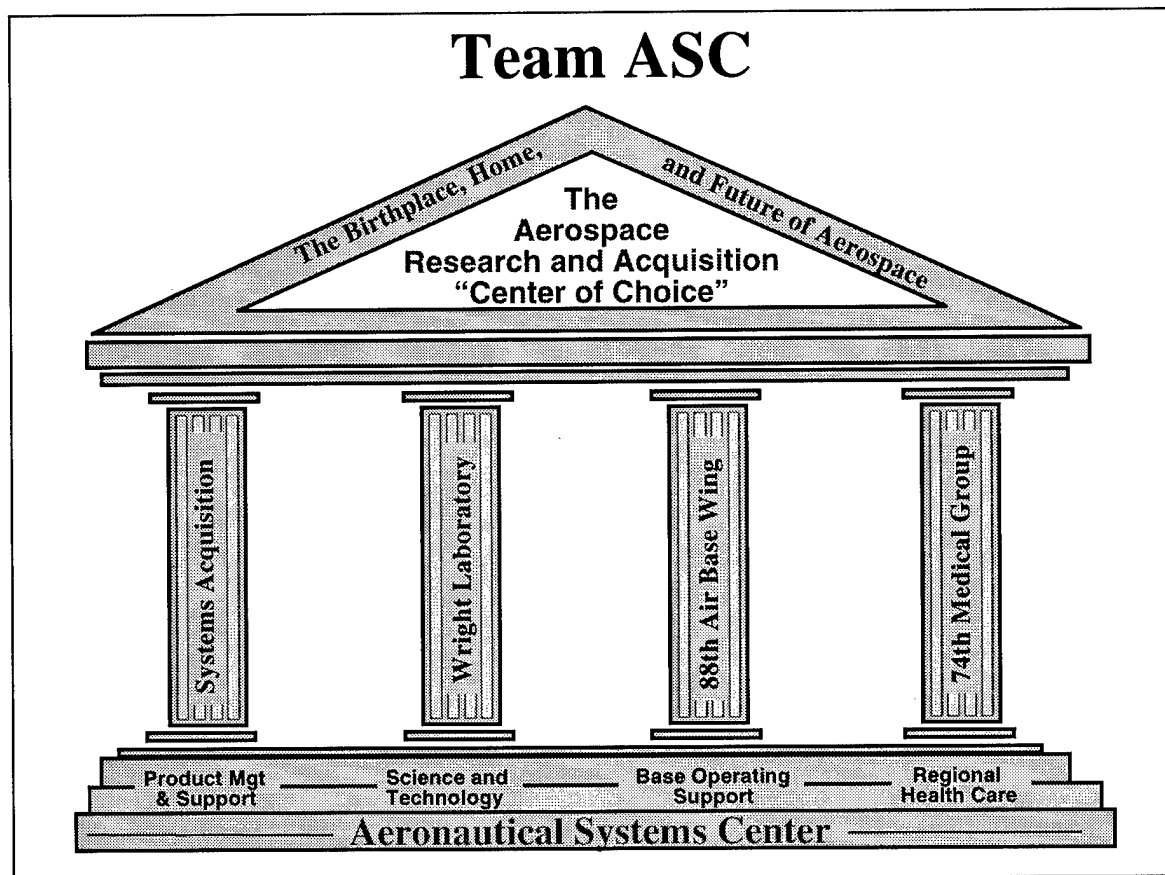 Team ASC
The Birthplace, Home,
and Future of Aerospace
The
Aerospace
Research and Acquisition
“Center of Choice”
Systems Acquisition
Wright Laboratory
88th Air Base Wing
74th Medical Group
Product Mgt
& Support
Science and
Technology
Base Operating
Support
Regional
Health Care
Aeronautical Systems Center